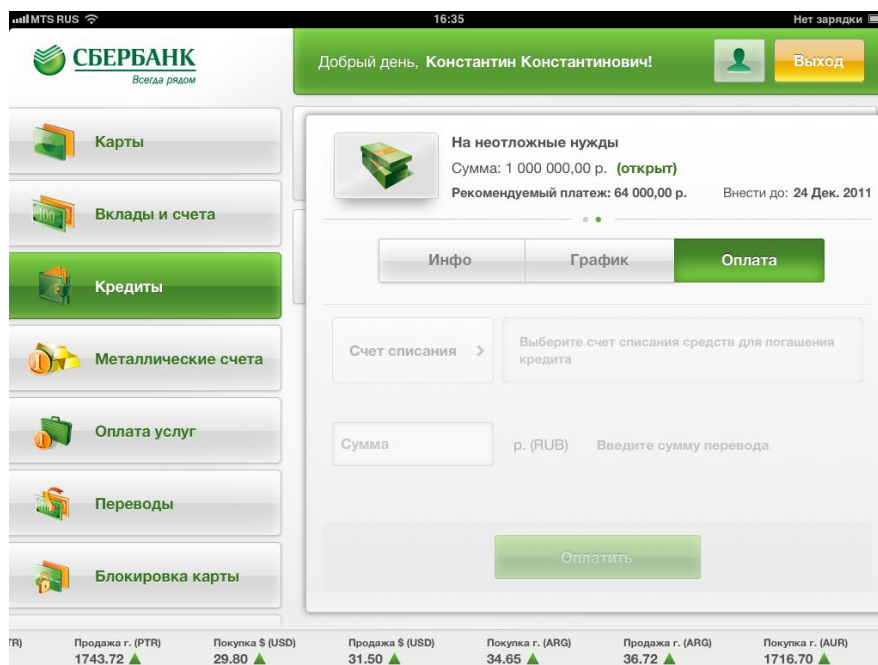 MTS RUS 16:35 Нет зарядки
СБЕРБАНК
Всегда рядом
Добрый день, Константин Константинович!
Выход
Карты
Вклады и счета
Кредиты
Металлические счета
Оплата услуг
Переводы
Блокировка карты
На неотложные нужды
Сумма: 1 000 000,00 р. (открыт)
Рекомендуемый платеж: 64 000,00 р. Внести до: 24 Дек. 2011
Инфо График Оплата
Счет списания
Выберите счет списания средств для погашения
кредита
Сумма р. (RUB) Введите сумму перевода
Оплатить
TR) Продажа г. (PTR) Покупка $ (USD) Продажа $ (USD) Покупка г. (ARG) Продажа г. (ARG) Покупка г. (AUR)
1743.72 29.80 31.50 34.65 36.72 1716.70